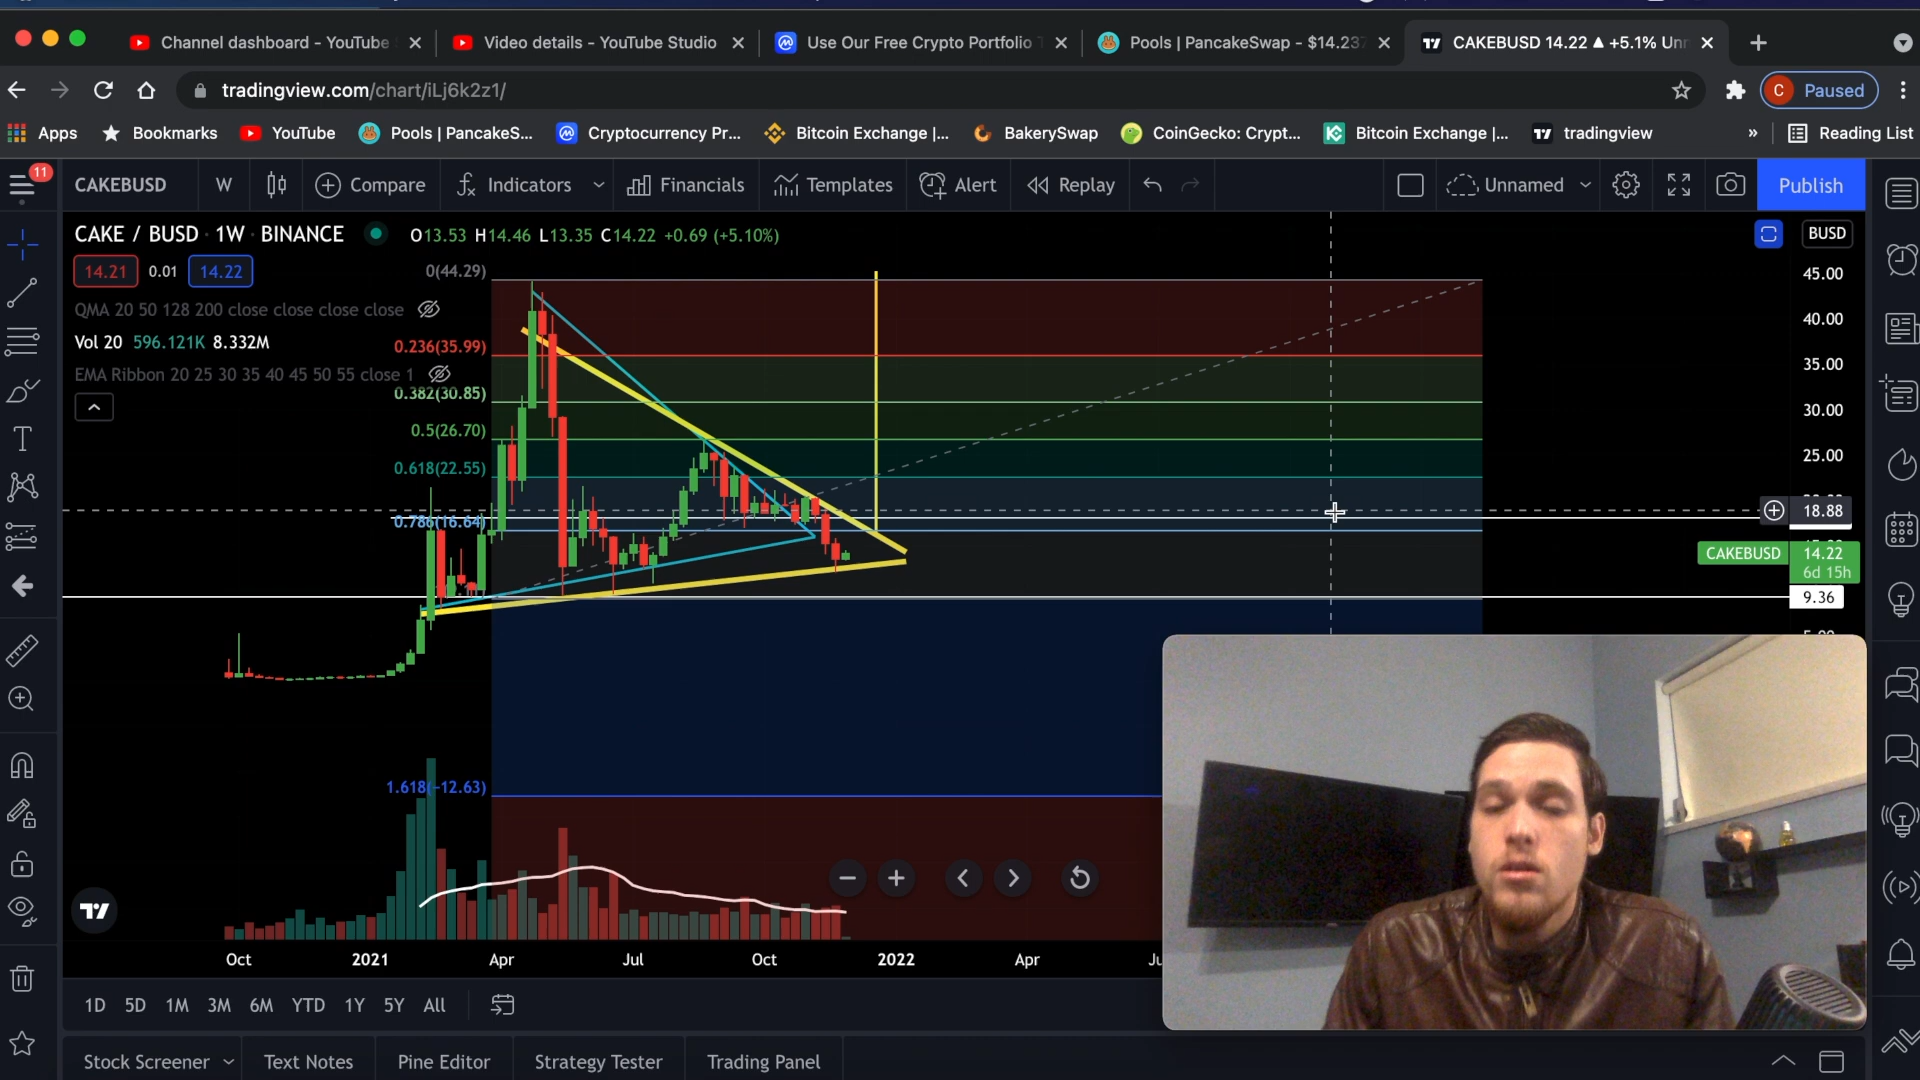 Channel dashboard - YouTube
Video details - YouTube Studio
Use Our Free Crypto Portfolio T
Pools | PancakeSwap - $14.237
CAKEBUSD 14.22 ▲ +5.1% Unn
tradingview.com/chart/iLj6k2z1/
C Paused
Apps
Bookmarks
YouTube
Pools | PancakeS...
Cryptocurrency Pr...
Bitcoin Exchange |...
BakerySwap
CoinGecko: Crypt...
Bitcoin Exchange |...
tradingview
»
Reading List
11
CAKEBUSD
W
Compare
Indicators
Financials
Templates
Alert
Replay
Unnamed
Publish
CAKE / BUSD · 1W · BINANCE
O13.53 H14.46 L13.35 C14.22 +0.69 (+5.10%)
BUSD
14.21 0.01 14.22
QMA 20 50 128 200 close close close close
Vol 20 596.121K 8.332M
EMA Ribbon 20 25 30 35 40 45 50 55 close 1
0(44.29)
0.236(35.99)
0.382(30.85)
0.5(26.70)
0.618(22.55)
0.786(16.64)
1.618(−12.63)
45.00
40.00
35.00
30.00
25.00
18.88
CAKEBUSD 14.22
6d 15h
9.36
5.00
Oct
2021
Apr
Jul
Oct
2022
Apr
1D 5D 1M 3M 6M YTD 1Y 5Y All
Stock Screener
Text Notes
Pine Editor
Strategy Tester
Trading Panel